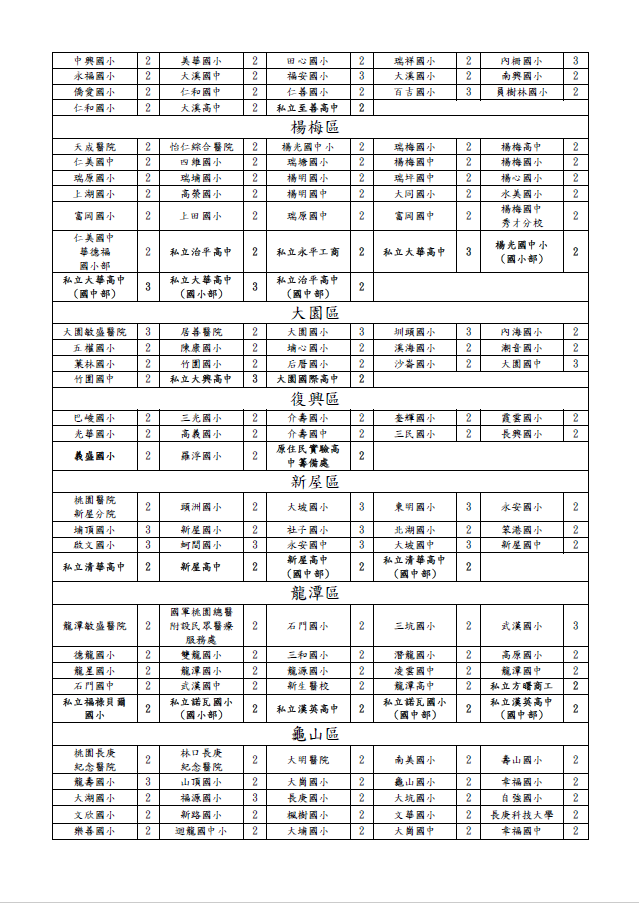 中興國小 2 美華國小 2 田心國小 2 瑞祥國小 2 內柵國小 3
永福國小 2 大溪國中 2 福安國小 3 大溪國小 2 南興國小 2
僑愛國小 2 仁和國中 2 仁善國小 2 百吉國小 3 員樹林國小 2
仁和國小 2 大溪高中 2 私立至善高中 2
楊梅區
天成醫院 2 怡仁綜合醫院 2 楊光國中小 2 瑞梅國小 2 楊梅高中 2
仁美國中 2 四維國小 2 瑞塘國小 2 楊梅國中 2 楊梅國小 2
瑞原國小 2 瑞埔國小 2 楊明國小 2 瑞坪國中 2 楊心國小 2
上湖國小 2 高榮國小 2 楊明國中 2 大同國小 2 水美國小 2
富岡國小 2 上田國小 2 瑞原國中 2 富岡國中 2 楊梅國中
秀才分校 2
仁美國中
華德福
國小部 2 私立治平高中 2 私立永平工商 2 私立大華高中 3 楊光國中小
(國小部) 2
私立大華高中
(國中部) 3 私立大華高中
(國小部) 3 私立治平高中
(國中部) 2
大園區
大園敏盛醫院 3 居善醫院 2 大園國小 3 圳頭國小 3 內海國小 2
五權國小 2 陳康國小 2 埔心國小 2 溪海國小 2 潮音國小 2
菓林國小 2 竹圍國小 2 后厝國小 2 沙崙國小 2 大園國中 3
竹圍國中 2 私立大興高中 3 大園國際高中 2
復興區
巴崚國小 2 三光國小 2 介壽國小 2 奎輝國小 2 霞雲國小 2
光華國小 2 高義國小 2 介壽國中 2 三民國小 2 長興國小 2
義盛國小 2 羅浮國小 2 原住民實驗高
中籌備處 2
新屋區
桃園醫院
新屋分院 2 頭洲國小 2 大坡國小 3 東明國小 3 永安國小 2
埔頂國小 3 新屋國小 2 社子國小 3 北湖國小 2 笨港國小 2
啟文國小 3 蚵間國小 3 永安國中 3 大坡國中 3 新屋國中 2
私立清華高中 2 新屋高中 2 新屋高中
(國中部) 2 私立清華高中
(國中部) 2
龍潭區
龍潭敏盛醫院 2 國軍桃園總醫
附設民眾醫療
服務處 2 石門國小 2 三坑國小 2 武漢國小 3
德龍國小 2 雙龍國小 2 三和國小 2 潛龍國小 2 高原國小 2
龍星國小 2 龍潭國小 2 龍源國小 2 凌雲國中 2 龍潭國中 2
石門國中 2 武漢國中 2 新生醫校 2 龍潭高中 2 私立方曙商工 2
私立福祿貝爾
國小 2 私立諾瓦國小
(國小部) 2 私立漢英高中 2 私立諾瓦國小
(國中部) 2 私立漢英高中
(國中部) 2
龜山區
桃園長庚
紀念醫院 2 林口長庚
紀念醫院 2 大明醫院 2 南美國小 2 壽山國小 2
龍壽國小 3 山頂國小 2 大崗國小 2 龜山國小 2 幸福國小 2
大湖國小 2 福源國小 3 長庚國小 2 大坑國小 2 自強國小 2
文欣國小 2 新路國小 2 楓樹國小 2 文華國小 2 長庚科技大學 2
樂善國小 2 迴龍國中小 2 大埔國小 2 大崗國中 2 幸福國中 2